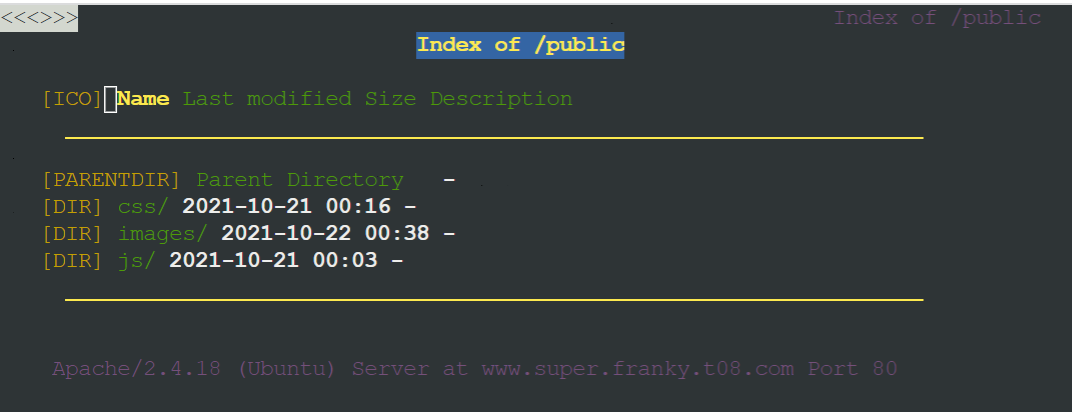 <<<>>> Index of /public
Index of /public
[ICO] Name Last modified Size Description
[PARENTDIR] Parent Directory -
[DIR] css/ 2021-10-21 00:16 -
[DIR] images/ 2021-10-22 00:38 -
[DIR] js/ 2021-10-21 00:03 -
Apache/2.4.18 (Ubuntu) Server at www.super.franky.t08.com Port 80